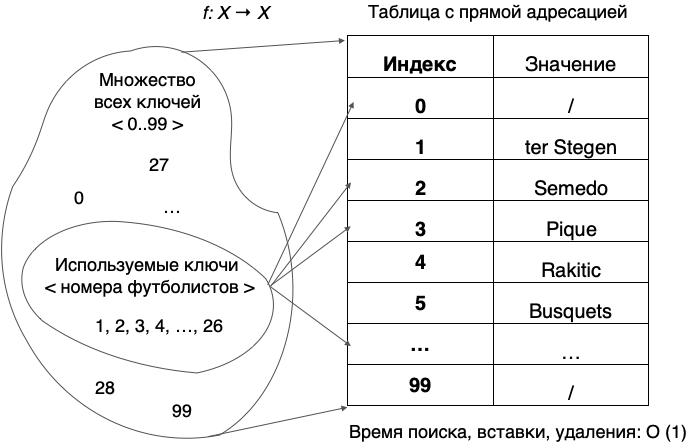 f: X → X
Таблица с прямой адресацией
Множество
всех ключей
< 0..99 >
27
0
...
Используемые ключи
< номера футболистов >
1, 2, 3, 4, ..., 26
28
99
Индекс Значение
0 /
1 ter Stegen
2 Semedo
3 Pique
4 Rakitic
5 Busquets
... ...
99 /
Время поиска, вставки, удаления: O (1)